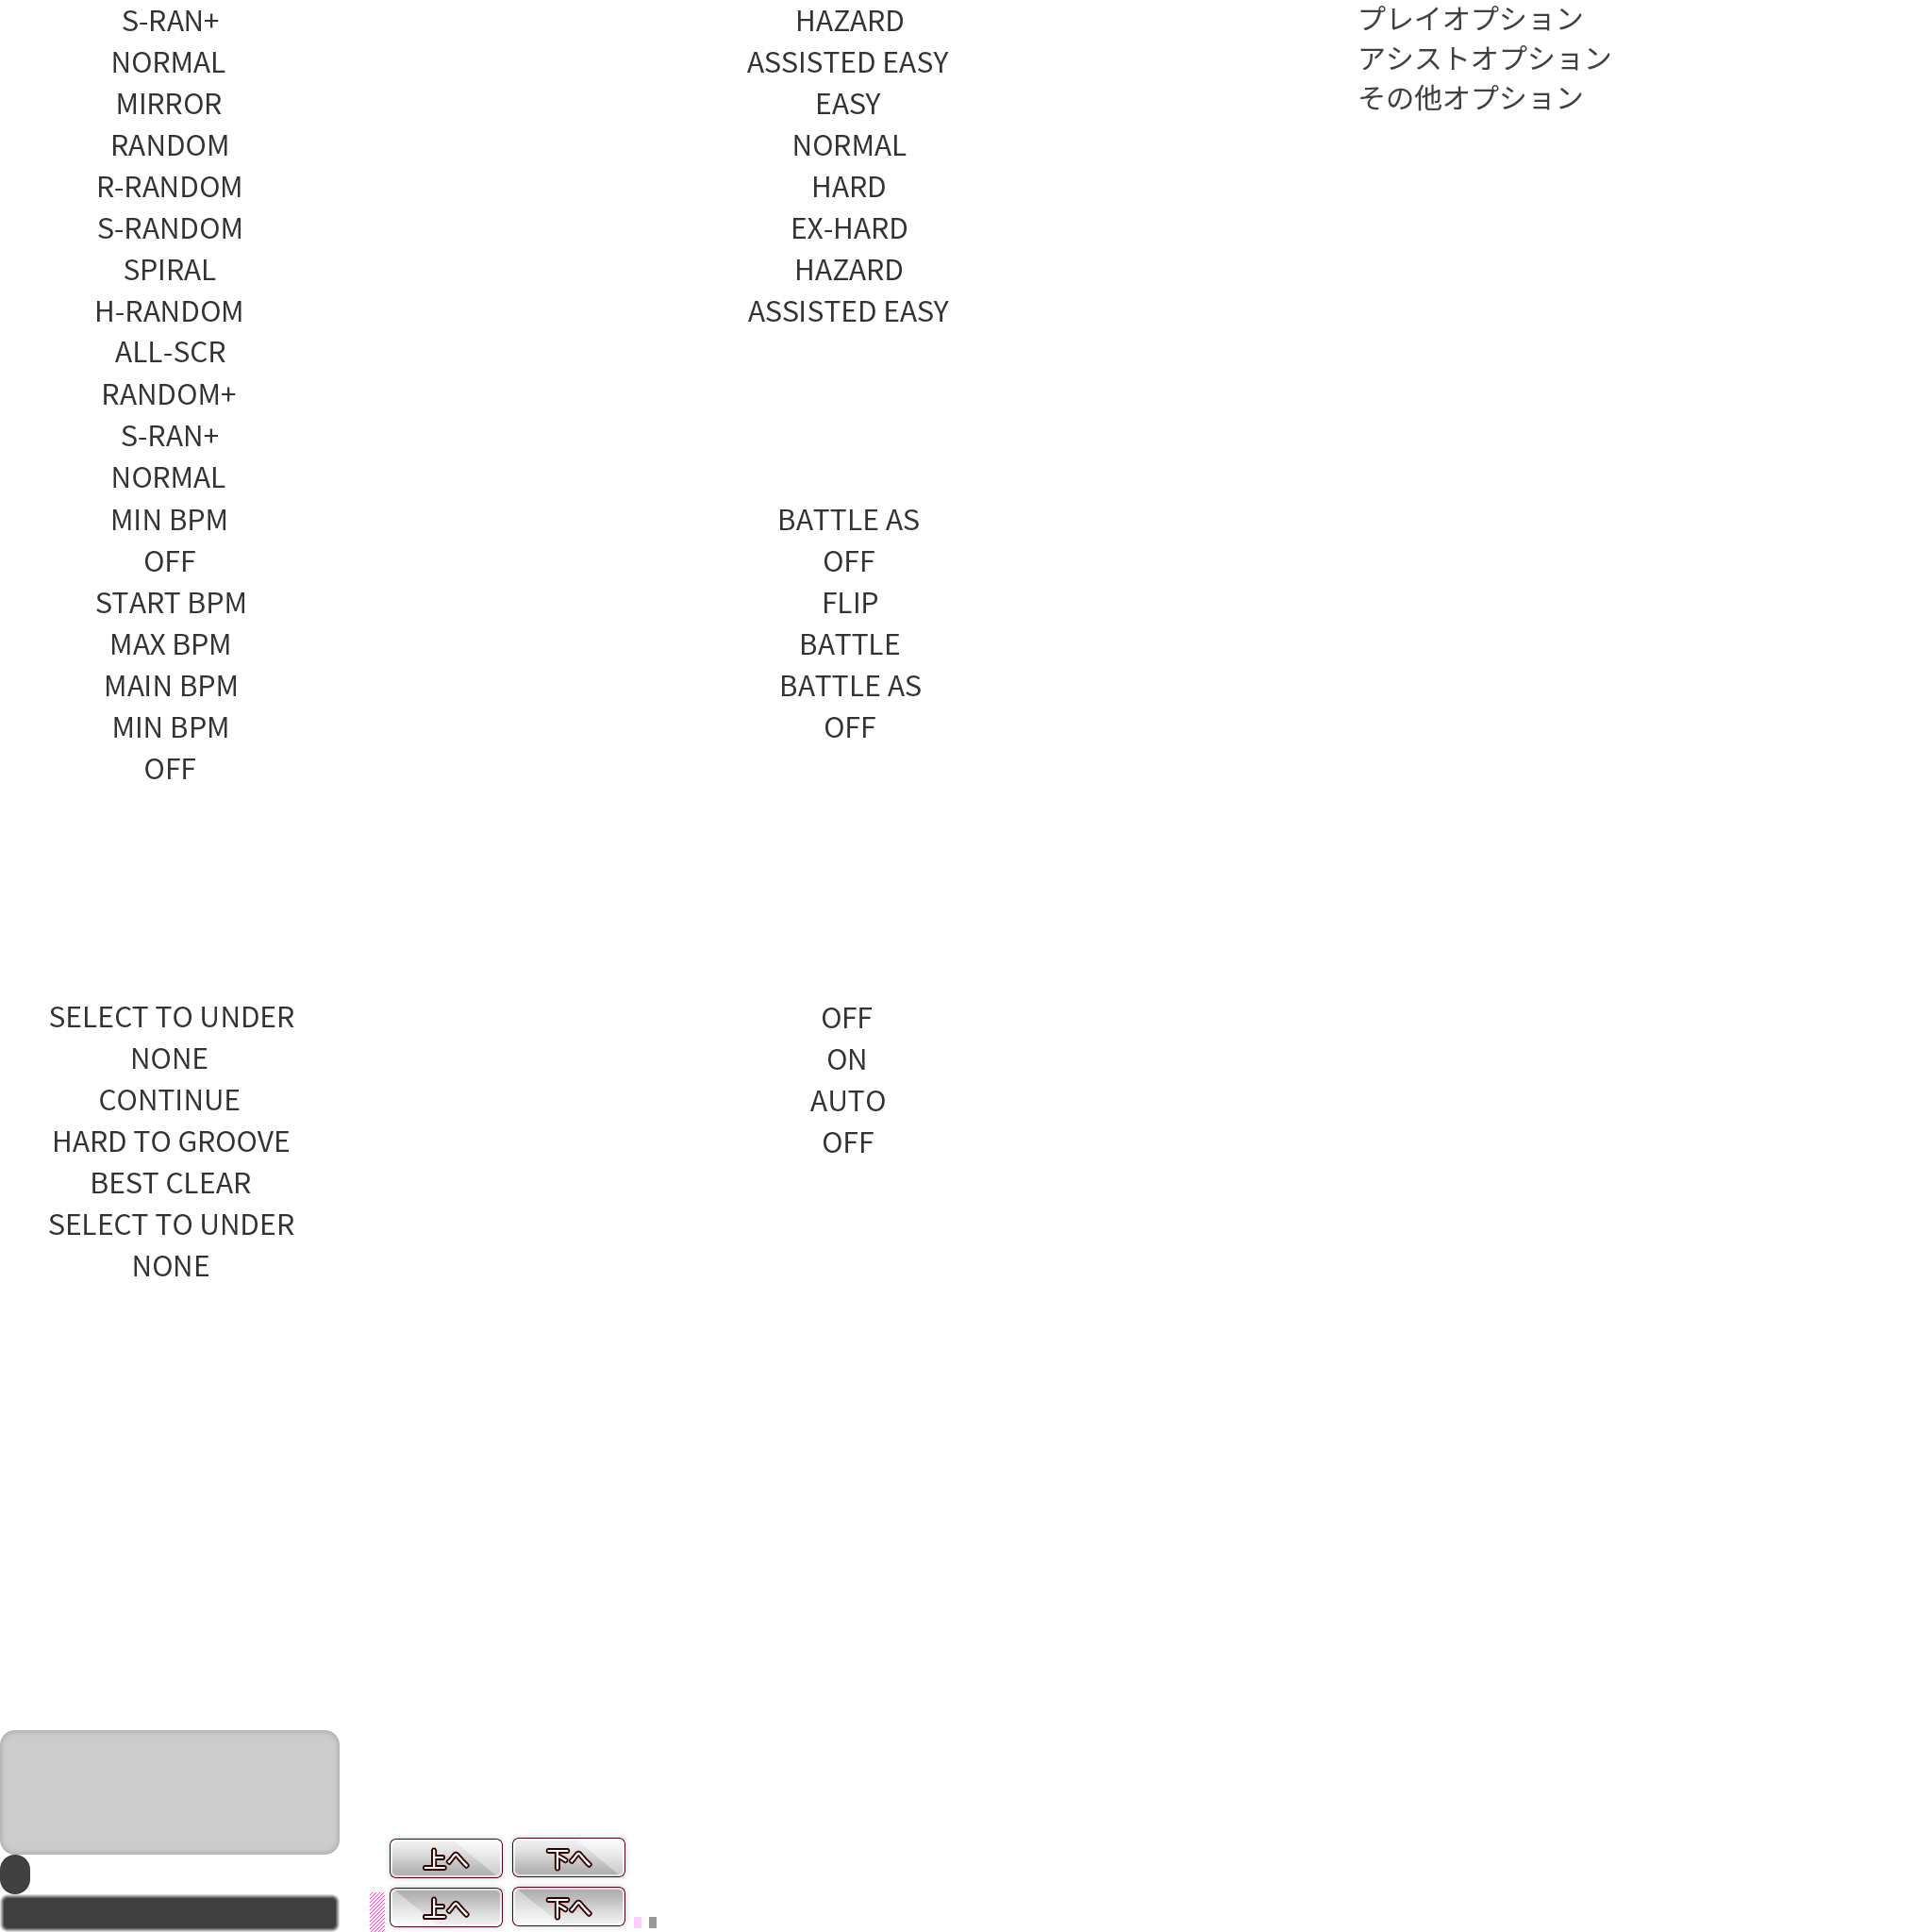 S-RAN+
NORMAL
MIRROR
RANDOM
R-RANDOM
S-RANDOM
SPIRAL
H-RANDOM
ALL-SCR
RANDOM+
S-RAN+
NORMAL
MIN BPM
OFF
START BPM
MAX BPM
MAIN BPM
MIN BPM
OFF
SELECT TO UNDER
NONE
CONTINUE
HARD TO GROOVE
BEST CLEAR
SELECT TO UNDER
NONE
HAZARD
ASSISTED EASY
EASY
NORMAL
HARD
EX-HARD
HAZARD
ASSISTED EASY
BATTLE AS
OFF
FLIP
BATTLE
BATTLE AS
OFF
OFF
ON
AUTO
OFF
プレイオプション
アシストオプション
その他オプション
上へ
下へ
上へ
下へ